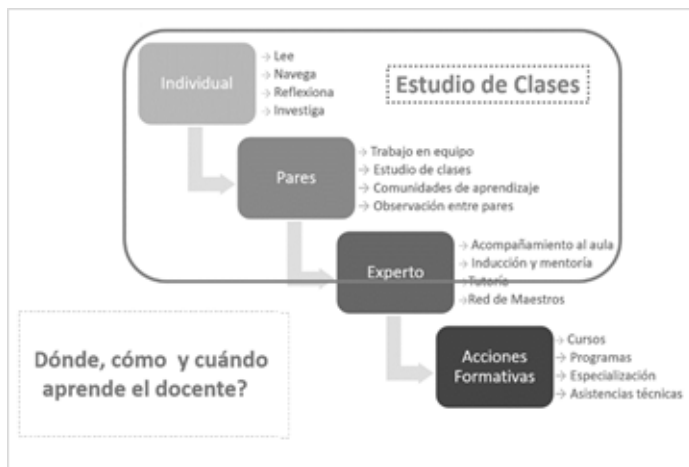 Individual
→ Lee
→ Navega
→ Reflexiona
→ Investiga
Estudio de Clases
Pares
→ Trabajo en equipo
→ Estudio de clases
→ Comunidades de aprendizaje
→ Observación entre pares
Experto
→ Acompañamiento al aula
→ Inducción y mentoría
→ Tutoría
→ Red de Maestros
Acciones
Formativas
→ Cursos
→ Programas
→ Especialización
→ Asistencias técnicas
Dónde, cómo y cuándo
aprende el docente?